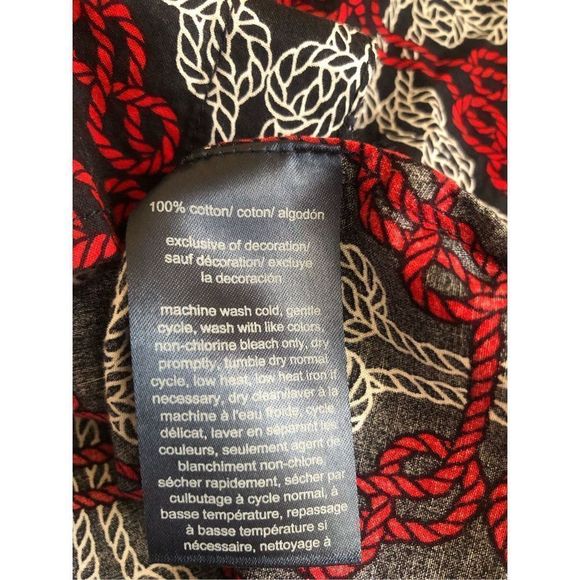 100% cotton/ coton/ algodón
exclusive of decoration/
sauf décoration/ excluye
la decoración
machine wash cold, gentle
cycle, wash with like colors,
non-chlorine bleach only, dry
promptly, tumble dry normal
cycle, low heat, low heat iron if
necessary, dry clean/laver à la
machine à l'eau froide, cycle
délicat, laver en séparant les
couleurs, seulement agent de
blanchiment non-chlore
sécher rapidement, sécher par
culbutage à cycle normal, à
basse température, repassage
à basse température si
nécessaire, nettoyage à